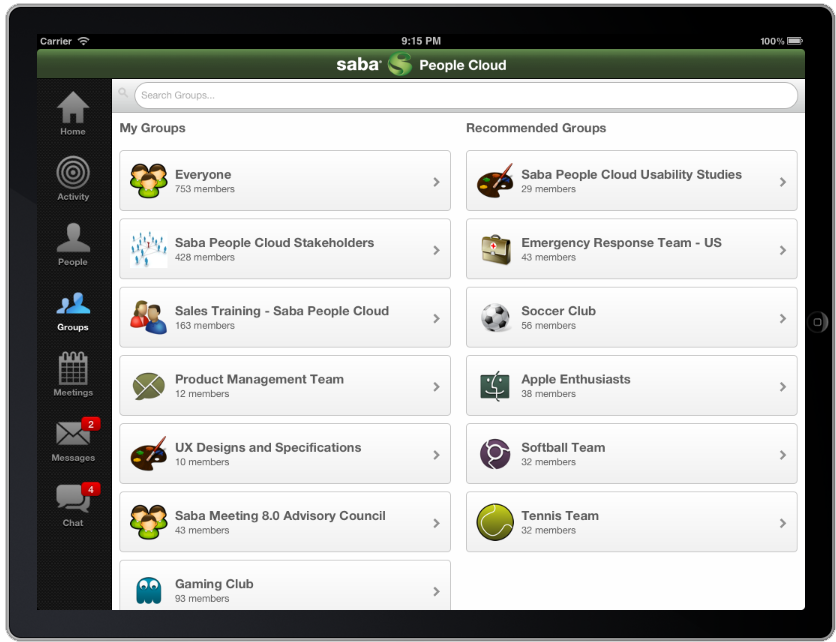 Carrier 9:15 PM 100%
saba People Cloud
Home
Activity
People
Groups
Meetings
2
Messages
4
Chat
Search Groups...
My Groups
Everyone
753 members
Saba People Cloud Stakeholders
428 members
Sales Training - Saba People Cloud
163 members
Product Management Team
12 members
UX Designs and Specifications
10 members
Saba Meeting 8.0 Advisory Council
43 members
Gaming Club
93 members
Recommended Groups
Saba People Cloud Usability Studies
29 members
Emergency Response Team - US
43 members
Soccer Club
56 members
Apple Enthusiasts
38 members
Softball Team
32 members
Tennis Team
32 members